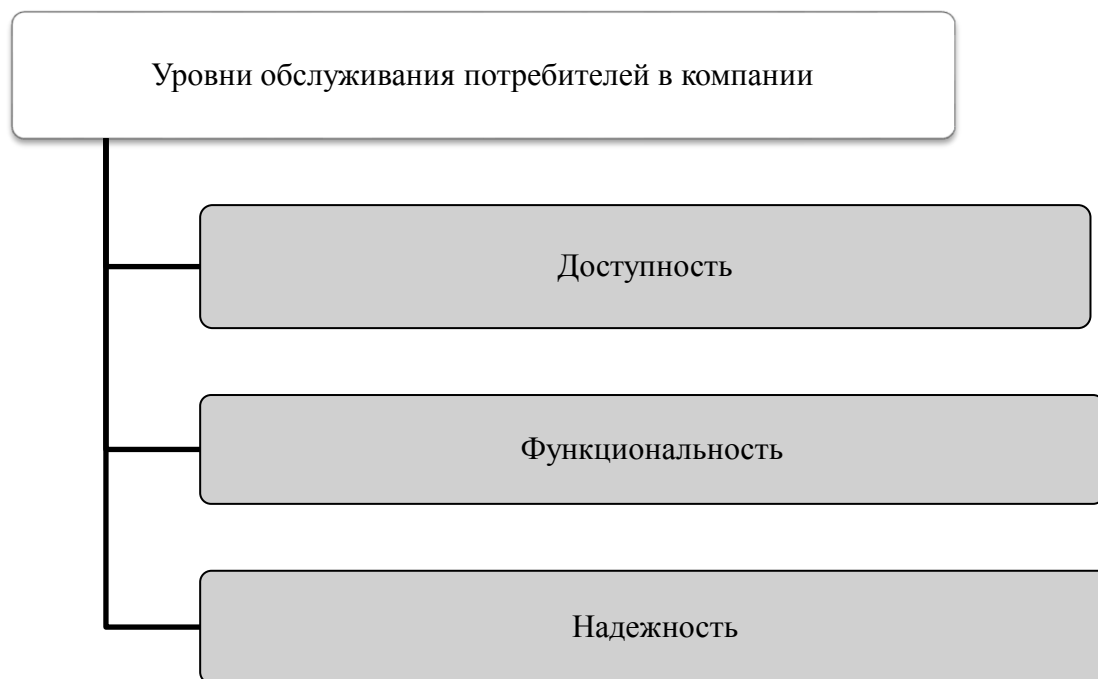 Уровни обслуживания потребителей в компании
Доступность
Функциональность
Надежность